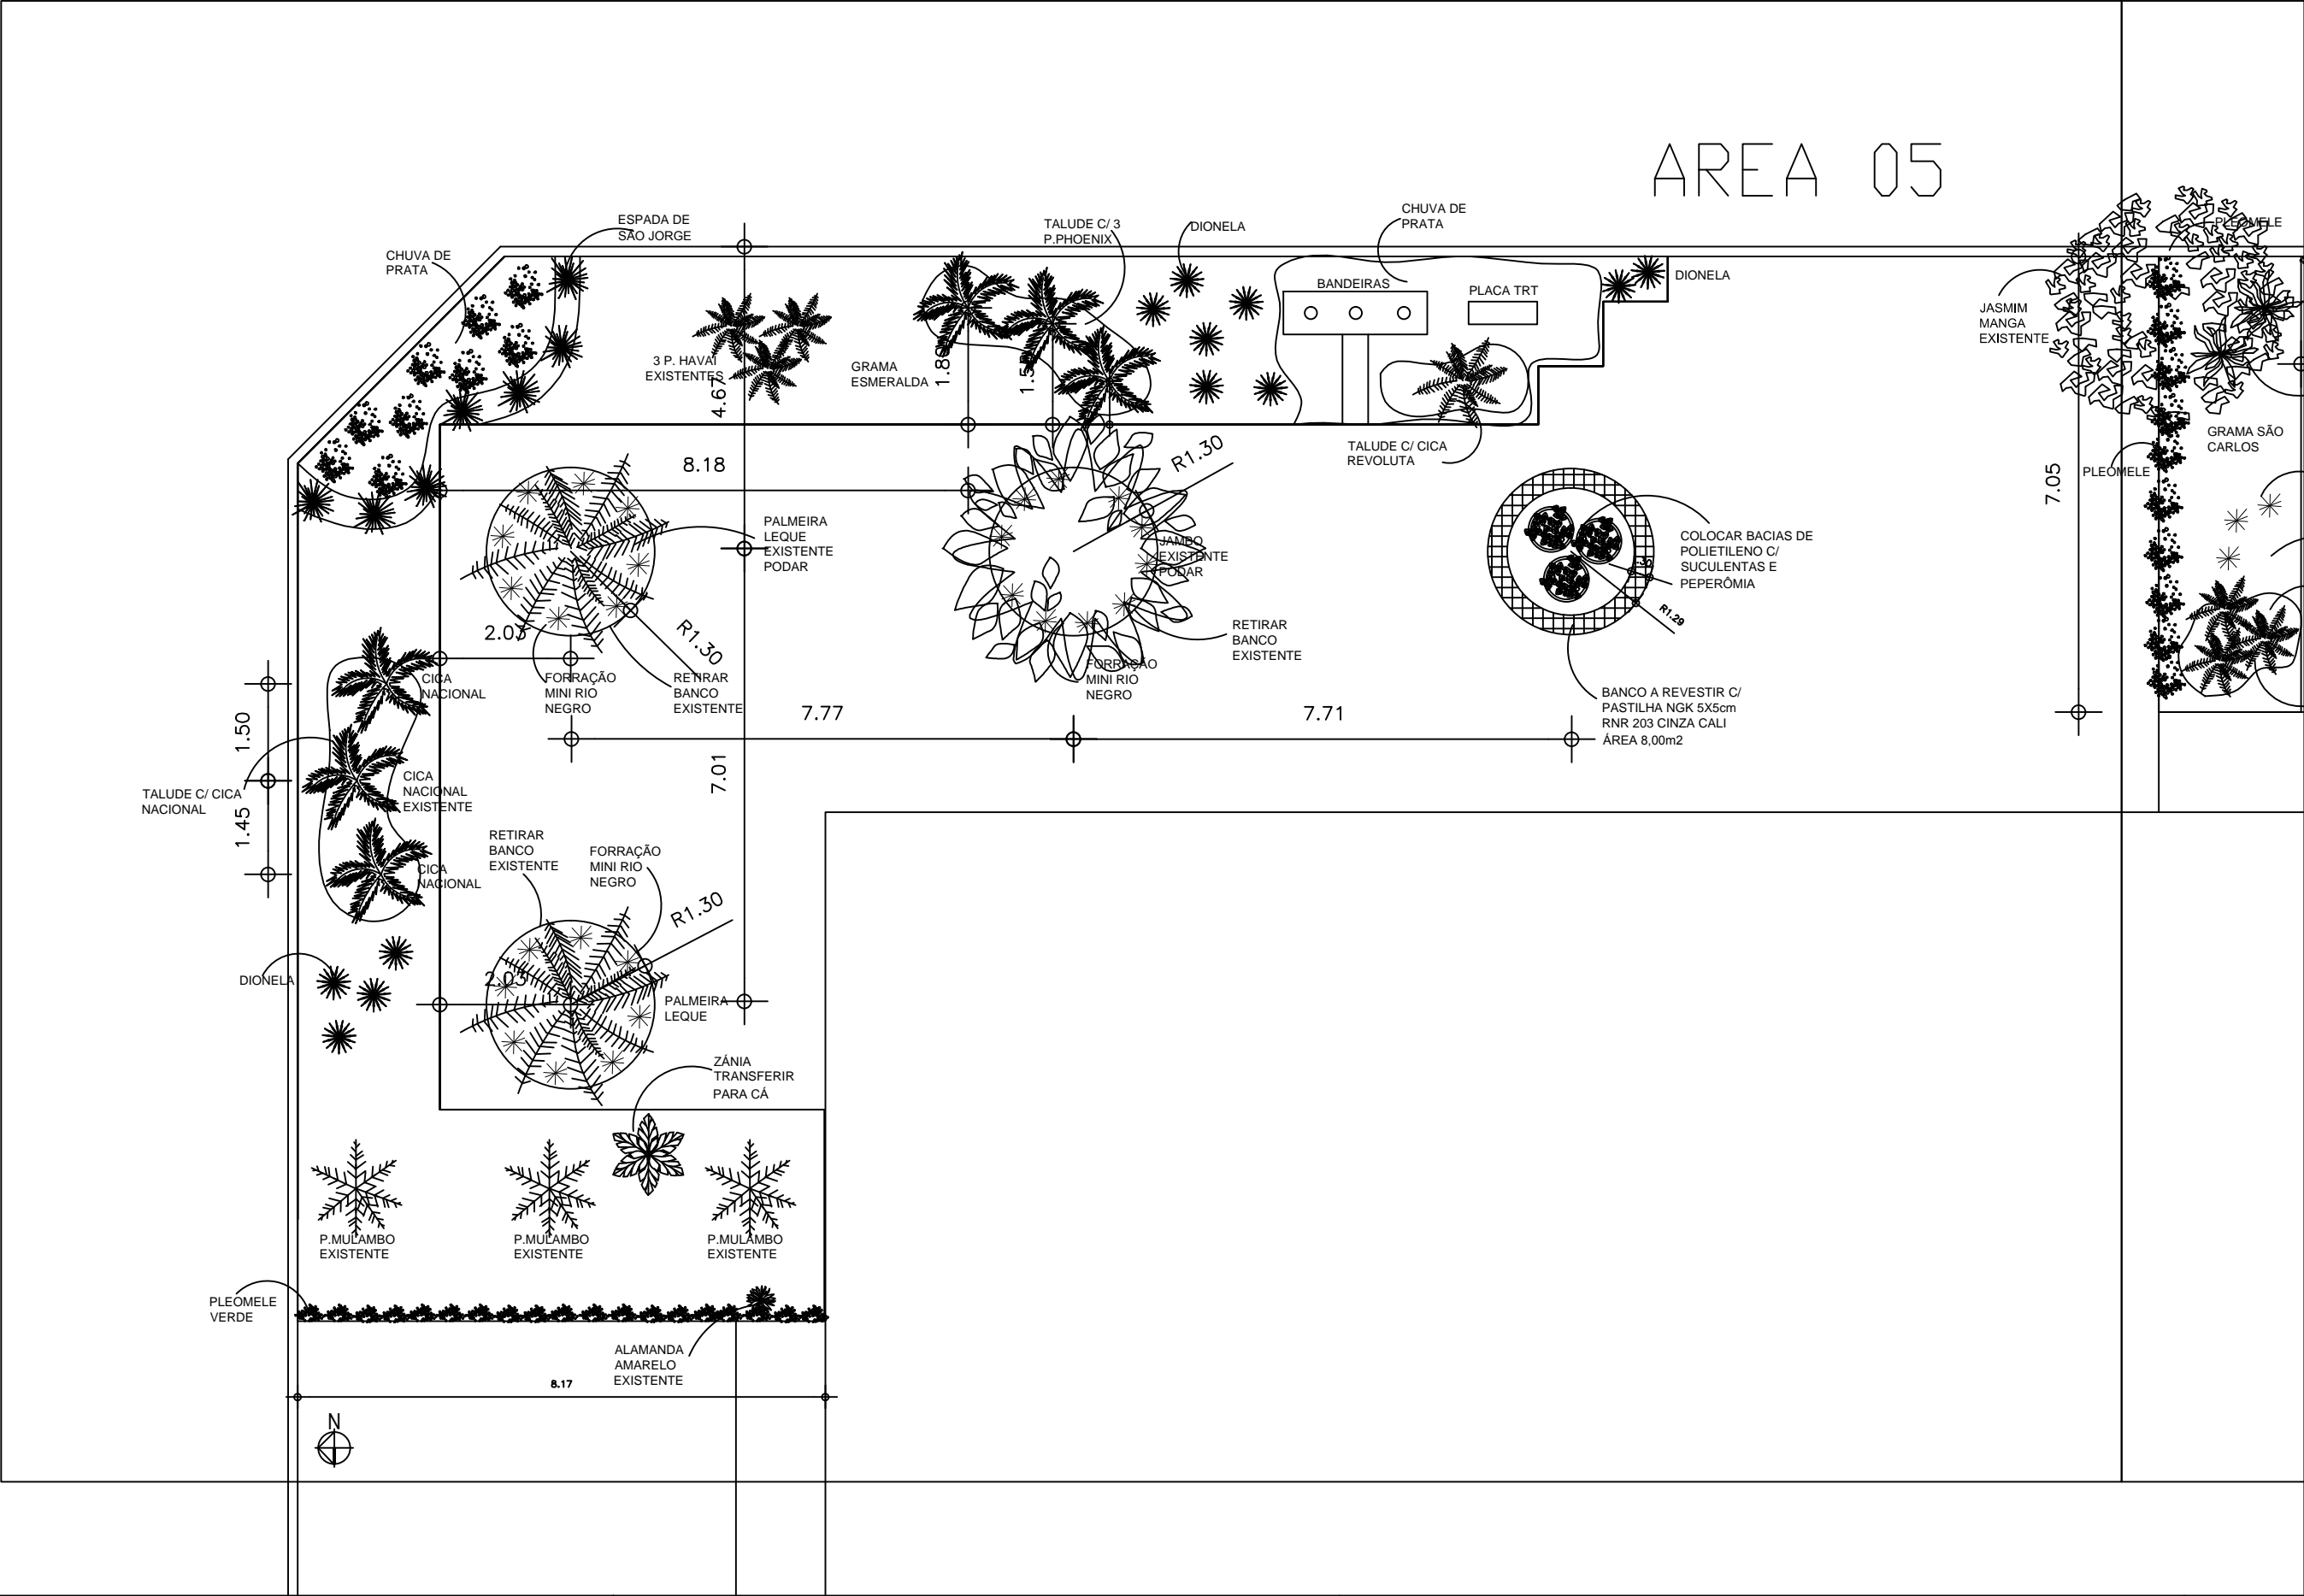 AREA 05
ESPADA DE
SÃO JORGE
CHUVA DE
PRATA
TALUDE C/ 3
P.PHOENIX
DIONELA
CHUVA DE
PRATA
PLEOMELE
BANDEIRAS
PLACA TRT
DIONELA
JASMIM
MANGA
EXISTENTE
3 P. HAVAÍ
EXISTENTES
4.67
GRAMA
ESMERALDA
1.89
GRAMA SÃO
CARLOS
TALUDE C/ CICA
REVOLUTA
PLEOMELE
7.05
8.18
R1.30
PALMEIRA
LEQUE
EXISTENTE
PODAR
JAMBO
EXISTENTE
PODAR
COLOCAR BACIAS DE
POLIETILENO C/
SUCULENTAS E
PEPERÔMIA
R1.29
2.03
R1.30
RETIRAR
BANCO
EXISTENTE
CICA
NACIONAL
FORRAÇÃO
MINI RIO
NEGRO
RETIRAR
BANCO
EXISTENTE
FORRAÇÃO
MINI RIO
NEGRO
BANCO A REVESTIR C/
PASTILHA NGK 5X5cm
RNR 203 CINZA CALI
ÁREA 8,00m2
7.77
7.71
1.50
7.01
CICA
NACIONAL
EXISTENTE
TALUDE C/ CICA
NACIONAL
1.45
RETIRAR
BANCO
EXISTENTE
FORRAÇÃO
MINI RIO
NEGRO
CICA
NACIONAL
R1.30
DIONELA
2.03
PALMEIRA
LEQUE
ZÁNIA
TRANSFERIR
PARA CÁ
P.MULAMBO
EXISTENTE
P.MULAMBO
EXISTENTE
P.MULAMBO
EXISTENTE
PLEOMELE
VERDE
ALAMANDA
AMARELO
EXISTENTE
8.17
N